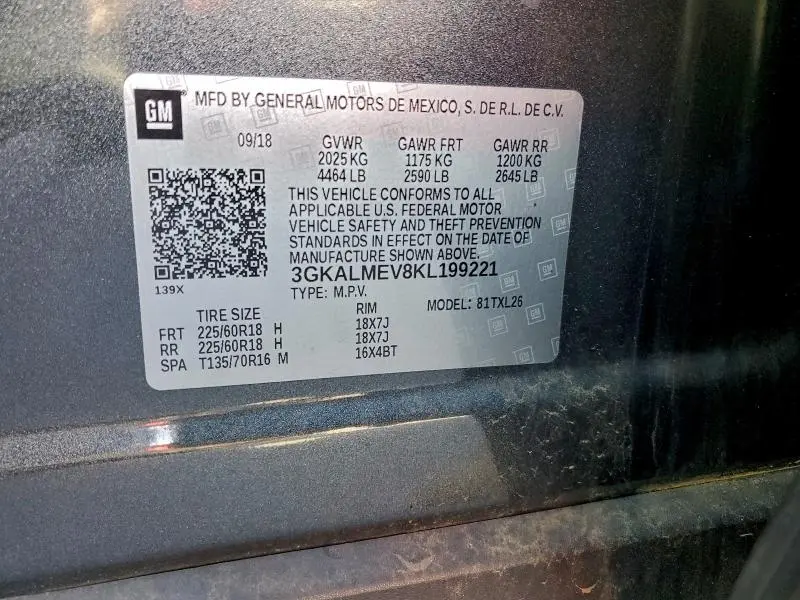 GM MFD BY GENERAL MOTORS DE MEXICO, S. DE R.L. DE C.V.
09/18 GVWR GAWR FRT GAWR RR
2025 KG 1175 KG 1200 KG
4464 LB 2590 LB 2645 LB
THIS VEHICLE CONFORMS TO ALL
APPLICABLE U.S. FEDERAL MOTOR
VEHICLE SAFETY AND THEFT PREVENTION
STANDARDS IN EFFECT ON THE DATE OF
MANUFACTURE SHOWN ABOVE.
3GKALMEV8KL199221
139X
TYPE: M.P.V. MODEL: 81TXL26
TIRE SIZE RIM
FRT 225/60R18 H 18X7J
RR 225/60R18 H 18X7J
SPA T135/70R16 M 16X4BT